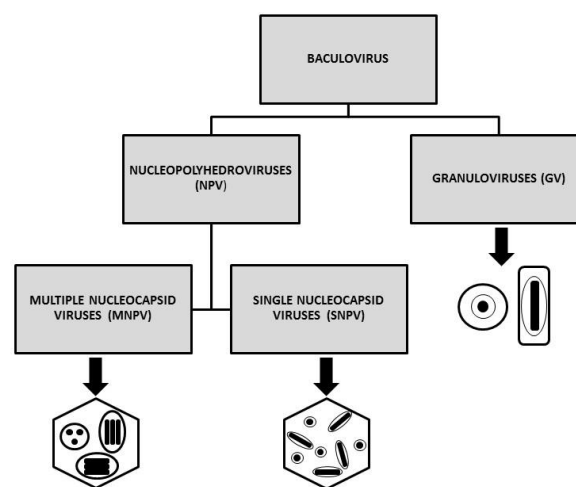 BACULOVIRUS
NUCLEOPOLYHEDROVIRUSES
(NPV)
GRANULOVIRUSES (GV)
MULTIPLE NUCLEOCAPSID
VIRUSES (MNPV)
SINGLE NUCLEOCAPSID
VIRUSES (SNPV)